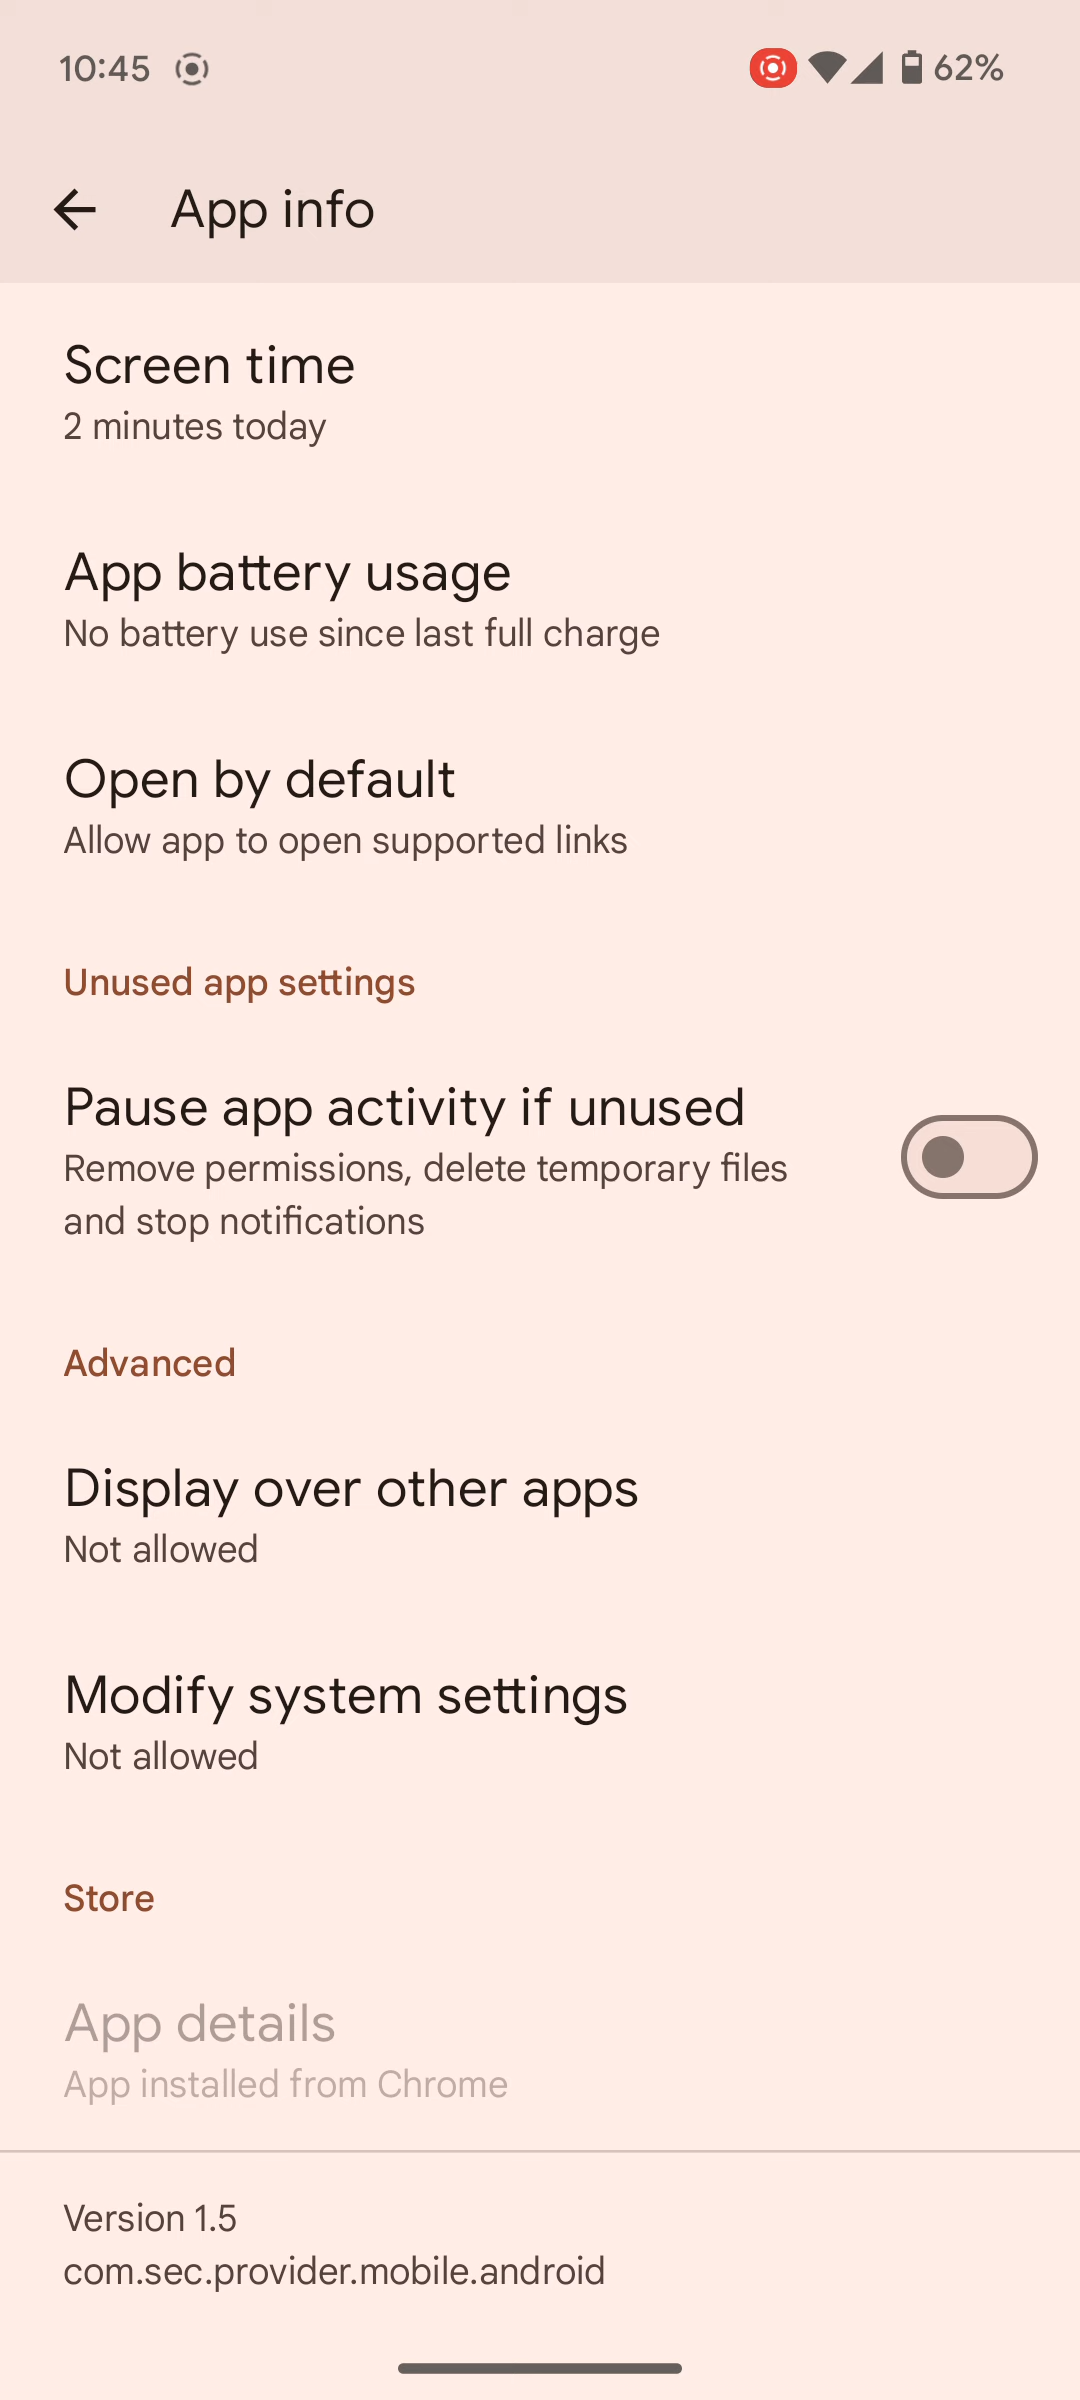 10:45
62%
App info
Screen time
2 minutes today
App battery usage
No battery use since last full charge
Open by default
Allow app to open supported links
Unused app settings
Pause app activity if unused
Remove permissions, delete temporary files
and stop notifications
Advanced
Display over other apps
Not allowed
Modify system settings
Not allowed
Store
App details
App installed from Chrome
Version 1.5
com.sec.provider.mobile.android